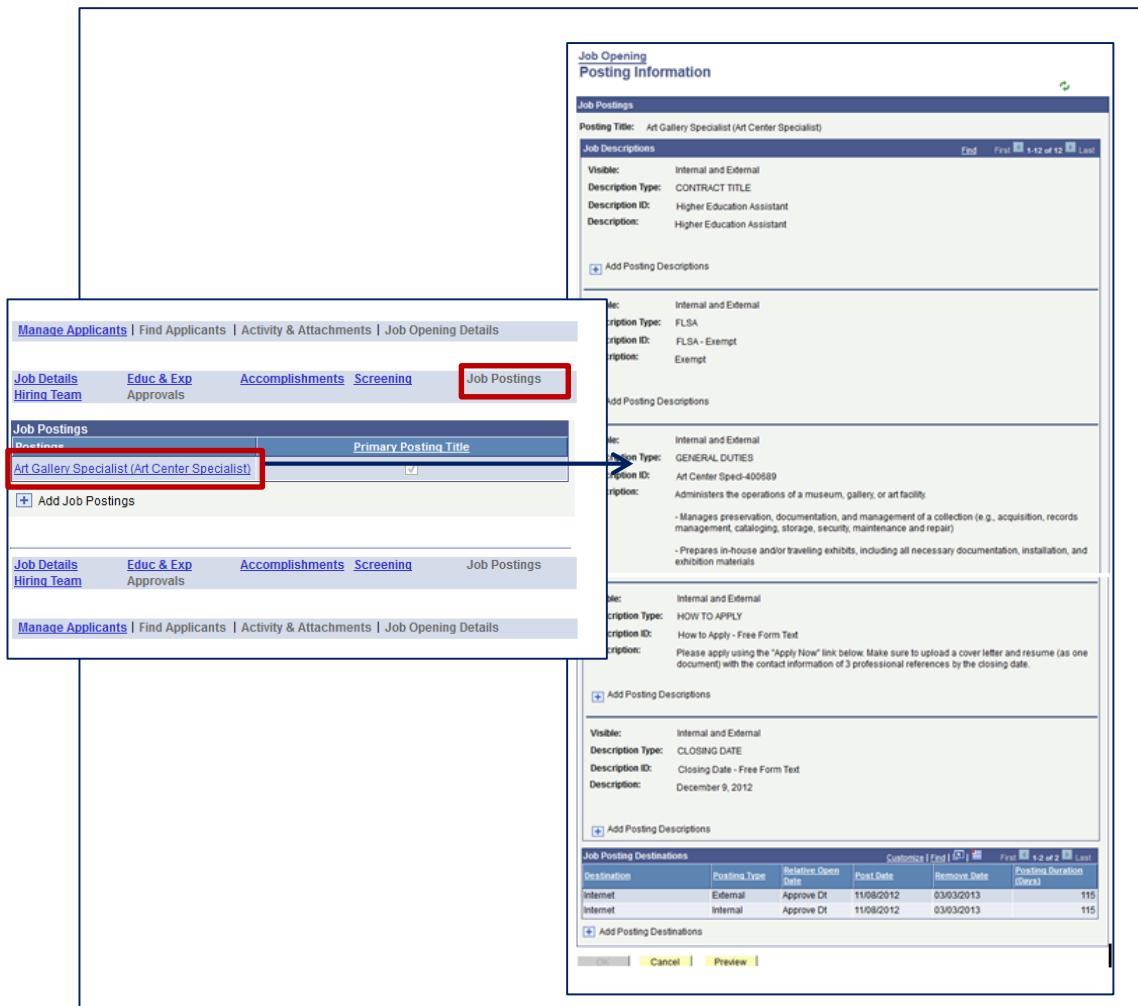 Job Opening
Posting Information
Job Postings
Posting Title: Art Gallery Specialist (Art Center Specialist)
Job Descriptions Find First 1-12 of 12 Last
Visible: Internal and External
Description Type: CONTRACT TITLE
Description ID: Higher Education Assistant
Description: Higher Education Assistant
Add Posting Descriptions
Internal and External
FLSA
FLSA - Exempt
Exempt
Add Posting Descriptions
Internal and External
GENERAL DUTIES
Art Center Specl-400689
Administers the operations of a museum, gallery, or art facility.
- Manages preservation, documentation, and management of a collection (e.g., acquisition, records
management, cataloging, storage, security, maintenance and repair)
- Prepares in-house and/or traveling exhibits, including all necessary documentation, installation, and
exhibition materials
Internal and External
HOW TO APPLY
How to Apply - Free Form Text
Please apply using the "Apply Now" link below. Make sure to upload a cover letter and resume (as one
document) with the contact information of 3 professional references by the closing date.
Add Posting Descriptions
Visible: Internal and External
Description Type: CLOSING DATE
Description ID: Closing Date - Free Form Text
Description: December 9, 2012
Add Posting Descriptions
Job Posting Destinations Customize | Find | First 1-2 of 2 Last
Destination Posting Type Relative Open Date Post Date Remove Date Posting Duration (Days)
Internet External Approve Dt 11/08/2012 03/03/2013 115
Internet Internal Approve Dt 11/08/2012 03/03/2013 115
Add Posting Destinations
OK Cancel Preview
Manage Applicants | Find Applicants | Activity & Attachments | Job Opening Details
Job Details Educ & Exp Accomplishments Screening Job Postings
Hiring Team Approvals
Job Postings
Postings Primary Posting Title
Art Gallery Specialist (Art Center Specialist)
Add Job Postings
Job Details Educ & Exp Accomplishments Screening Job Postings
Hiring Team Approvals
Manage Applicants | Find Applicants | Activity & Attachments | Job Opening Details